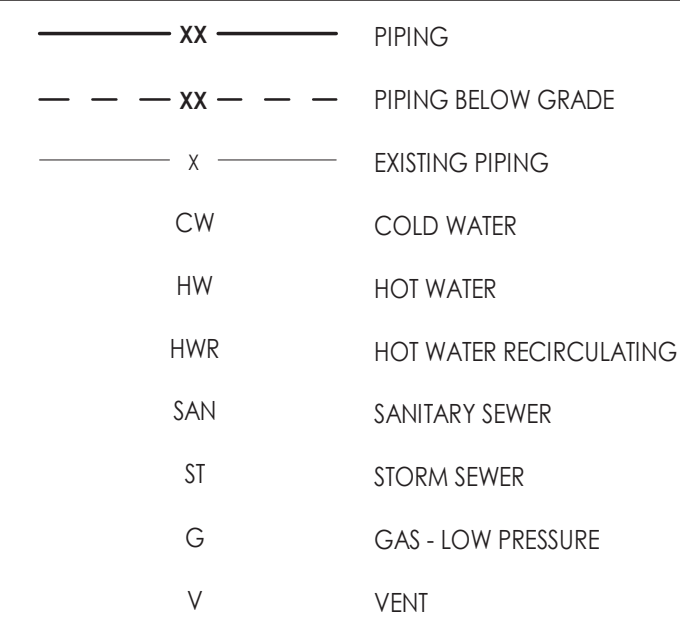 XX PIPING
XX PIPING BELOW GRADE
X EXISTING PIPING
CW COLD WATER
HW HOT WATER
HWR HOT WATER RECIRCULATING
SAN SANITARY SEWER
ST STORM SEWER
G GAS - LOW PRESSURE
V VENT